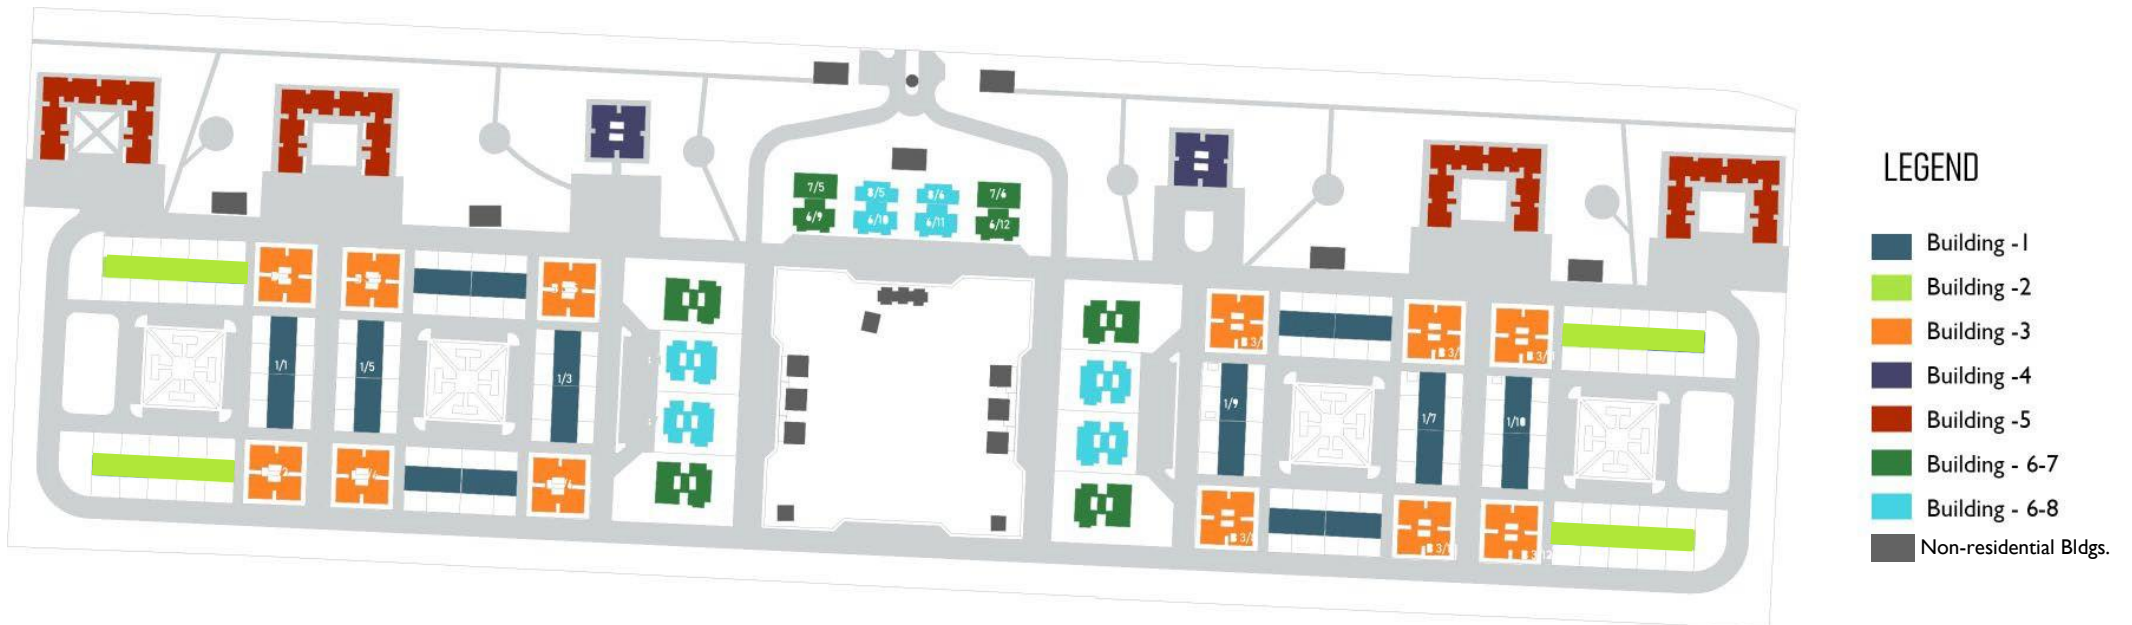 7/5
8/5
8/6
7/6
6/9
6/10
6/11
6/12
1/1
1/5
1/3
1/9
1/7
1/10
LEGEND
Building -1
Building -2
Building -3
Building -4
Building -5
Building - 6-7
Building - 6-8
Non-residential Bldgs.